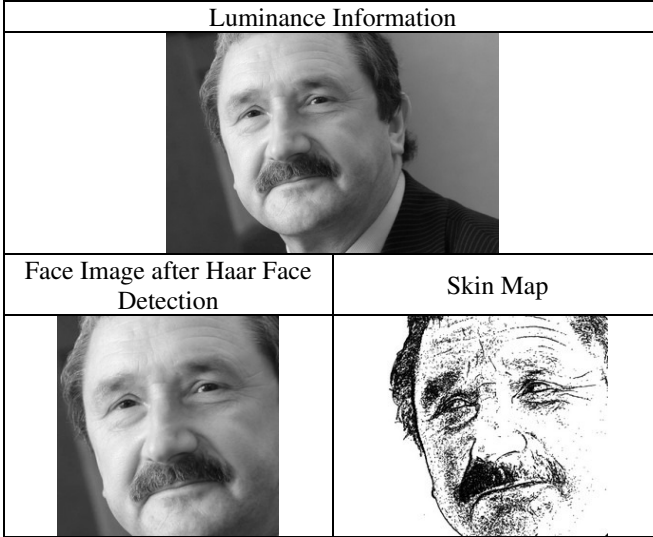 Luminance Information
Face Image after Haar Face
Detection
Skin Map